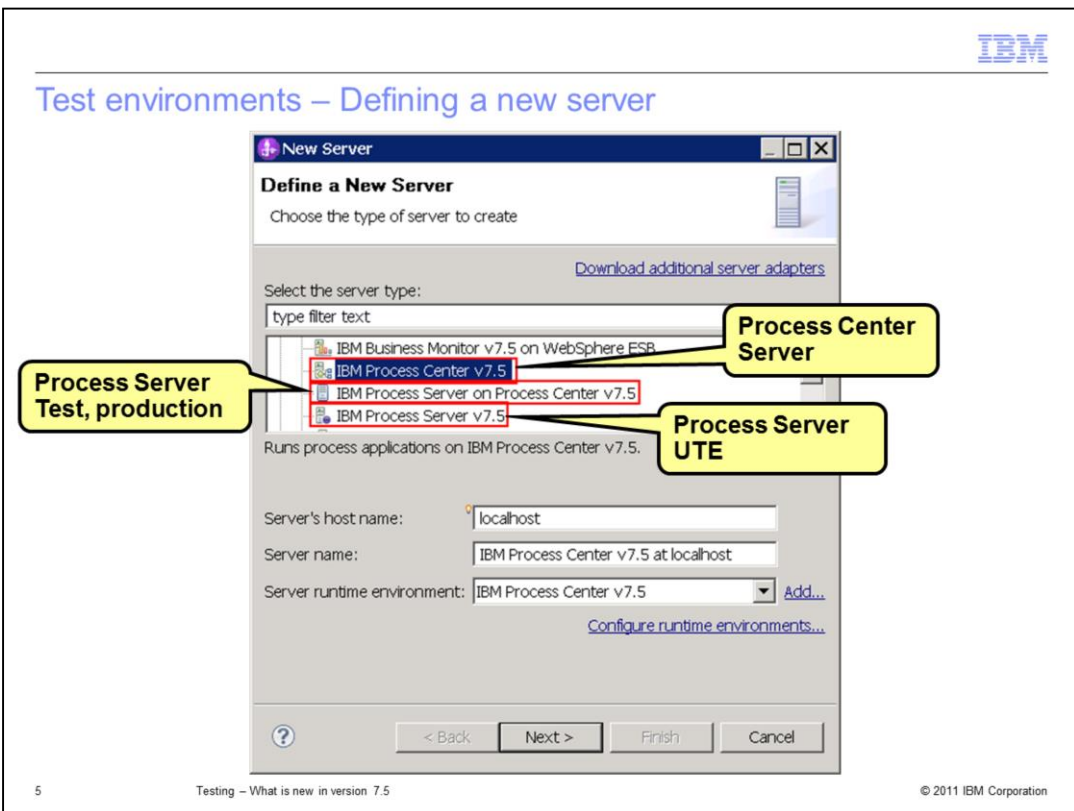 IBM
Test environments – Defining a new server
New Server
Define a New Server
Choose the type of server to create
Download additional server adapters
Select the server type:
type filter text
IBM Business Monitor v7.5 on WebSphere ESB
IBM Process Center v7.5
IBM Process Server on Process Center v7.5
IBM Process Server v7.5
Process Center
Server
Process Server
Test, production
Process Server
UTE
Runs process applications on IBM Process Center v7.5.
Server's host name: localhost
Server name: IBM Process Center v7.5 at localhost
Server runtime environment: IBM Process Center v7.5 Add...
Configure runtime environments...
? < Back Next > Finish Cancel
5 Testing – What is new in version 7.5 © 2011 IBM Corporation